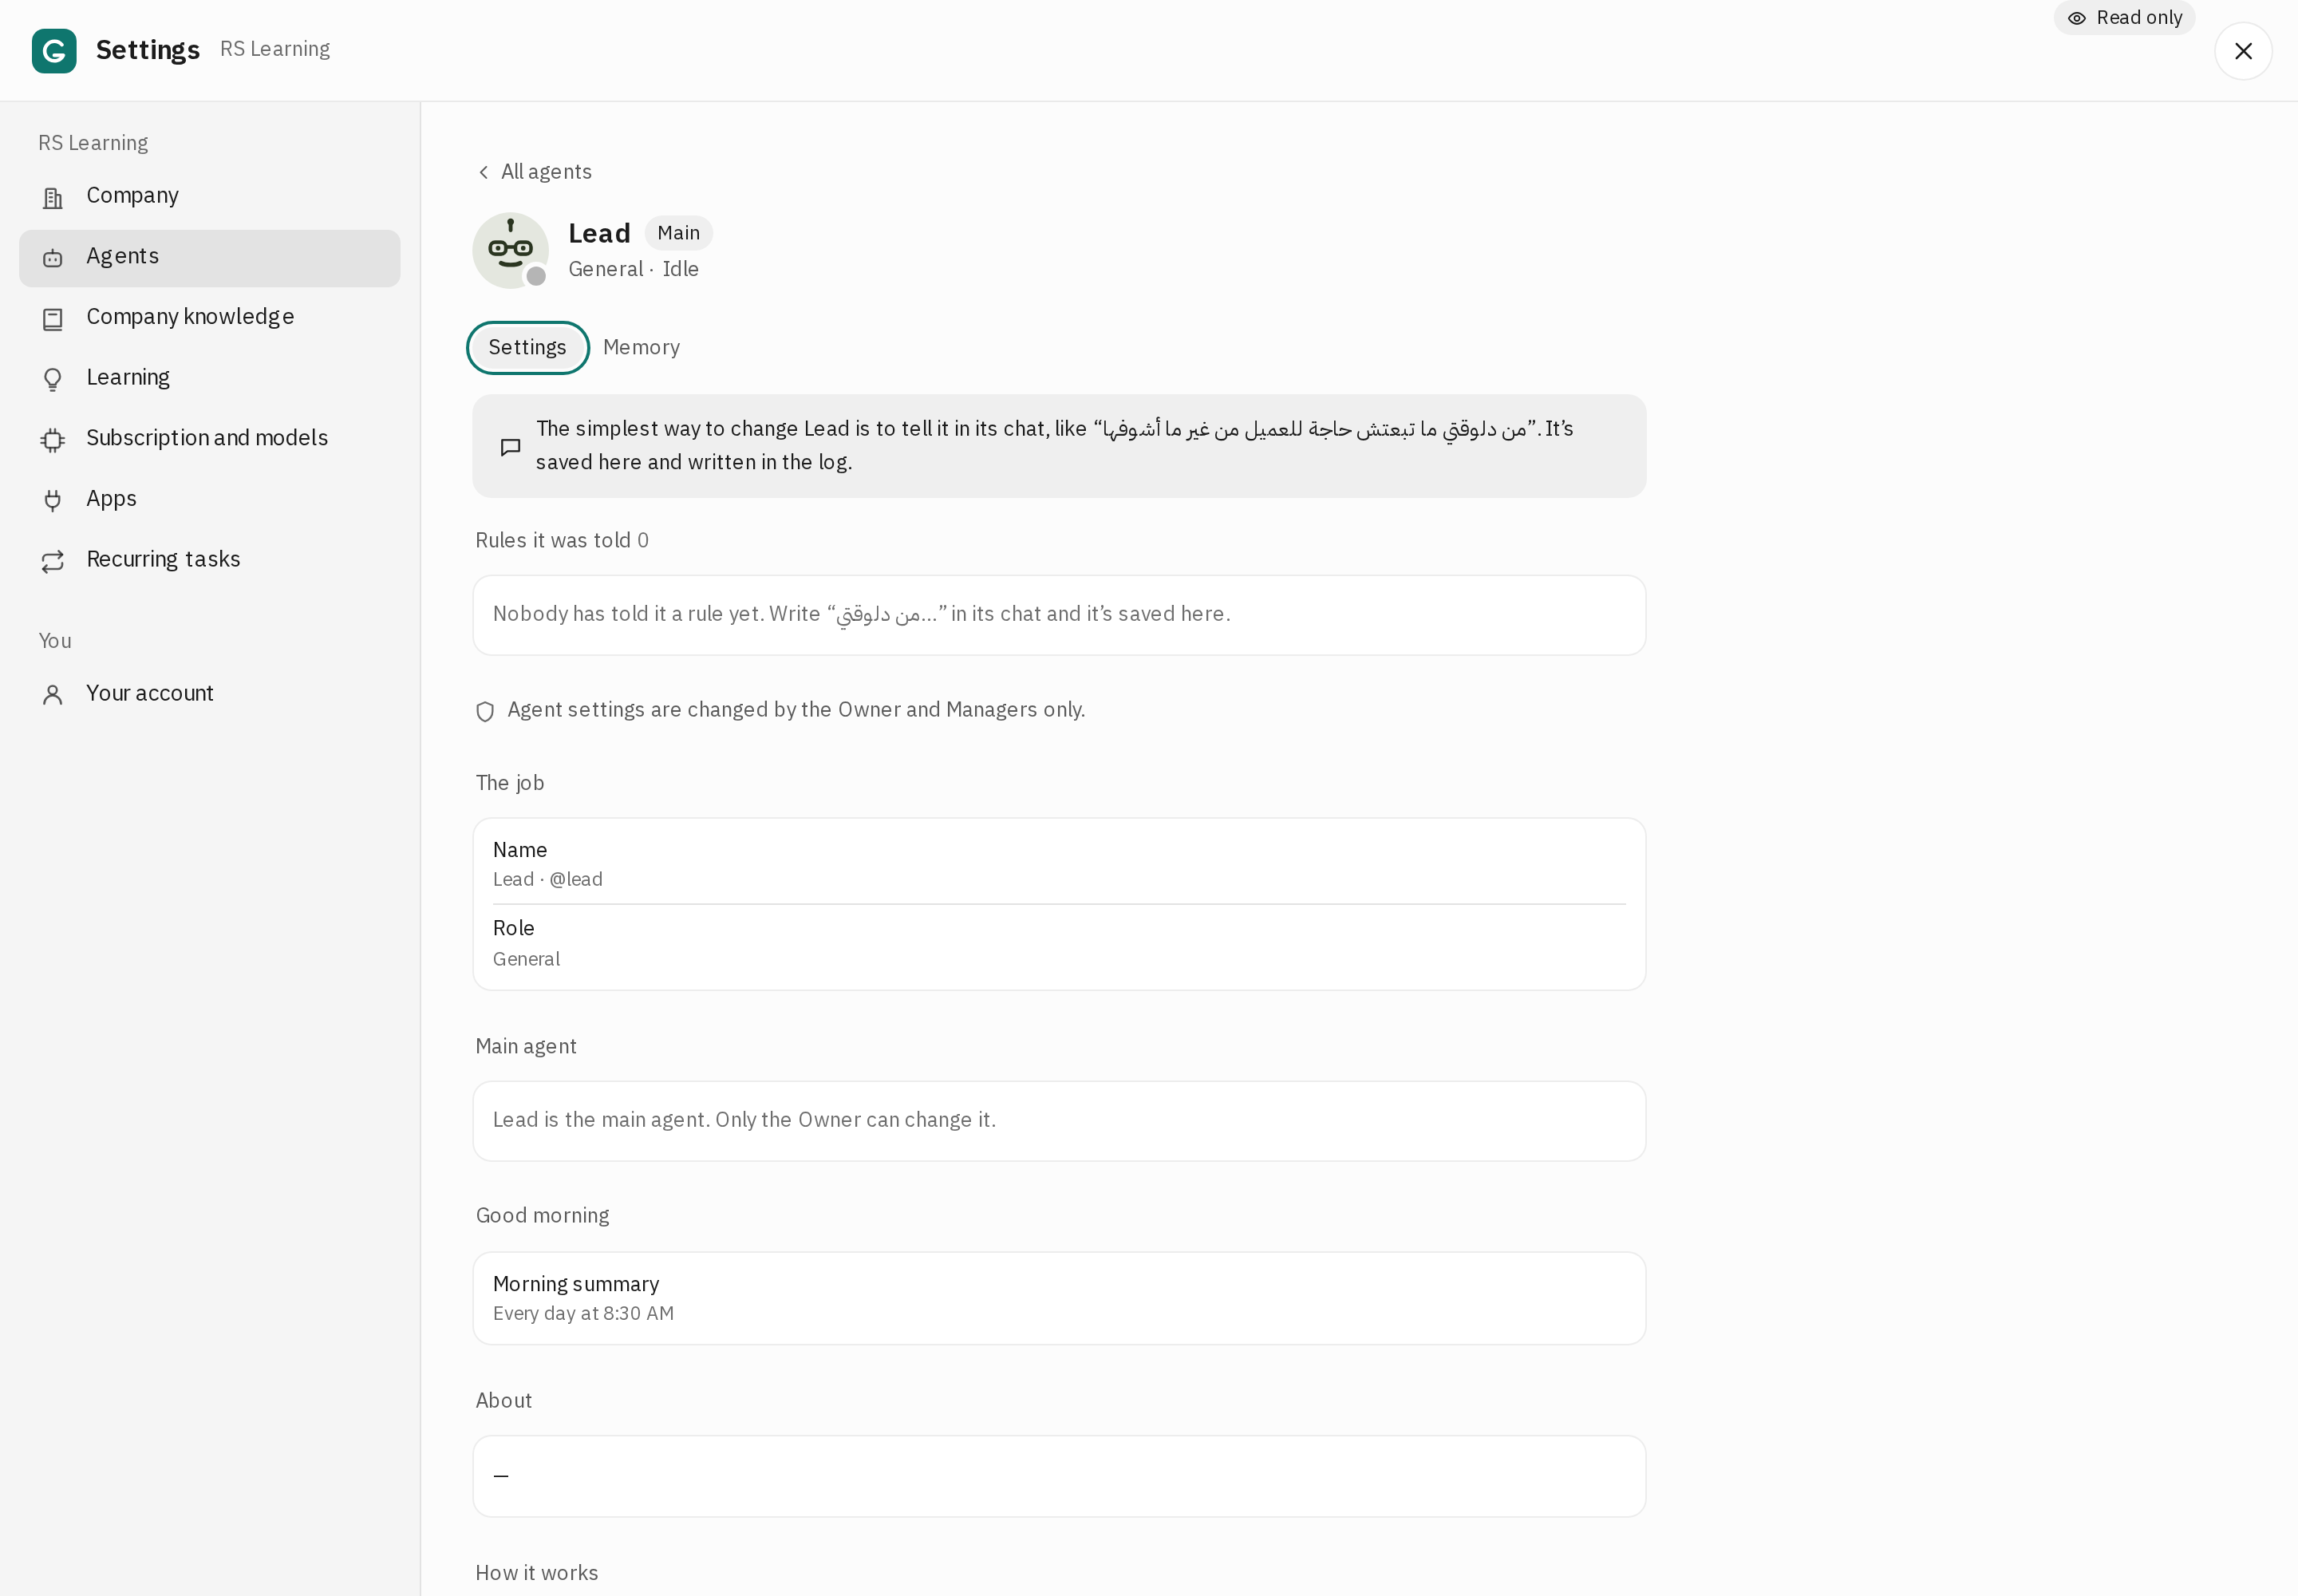 Settings RS Learning
Read only
RS Learning
Company
Agents
Company knowledge
Learning
Subscription and models
Apps
Recurring tasks
You
Your account
All agents
Lead Main
General · Idle
Settings Memory
The simplest way to change Lead is to tell it in its chat, like “من دلوقتي ما تبعتش حاجة للعميل من غير ما أشوفها”. It’s
saved here and written in the log.
Rules it was told 0
Nobody has told it a rule yet. Write “من دلوقتي…” in its chat and it’s saved here.
Agent settings are changed by the Owner and Managers only.
The job
Name
Lead · @lead
Role
General
Main agent
Lead is the main agent. Only the Owner can change it.
Good morning
Morning summary
Every day at 8:30 AM
About
—
How it works